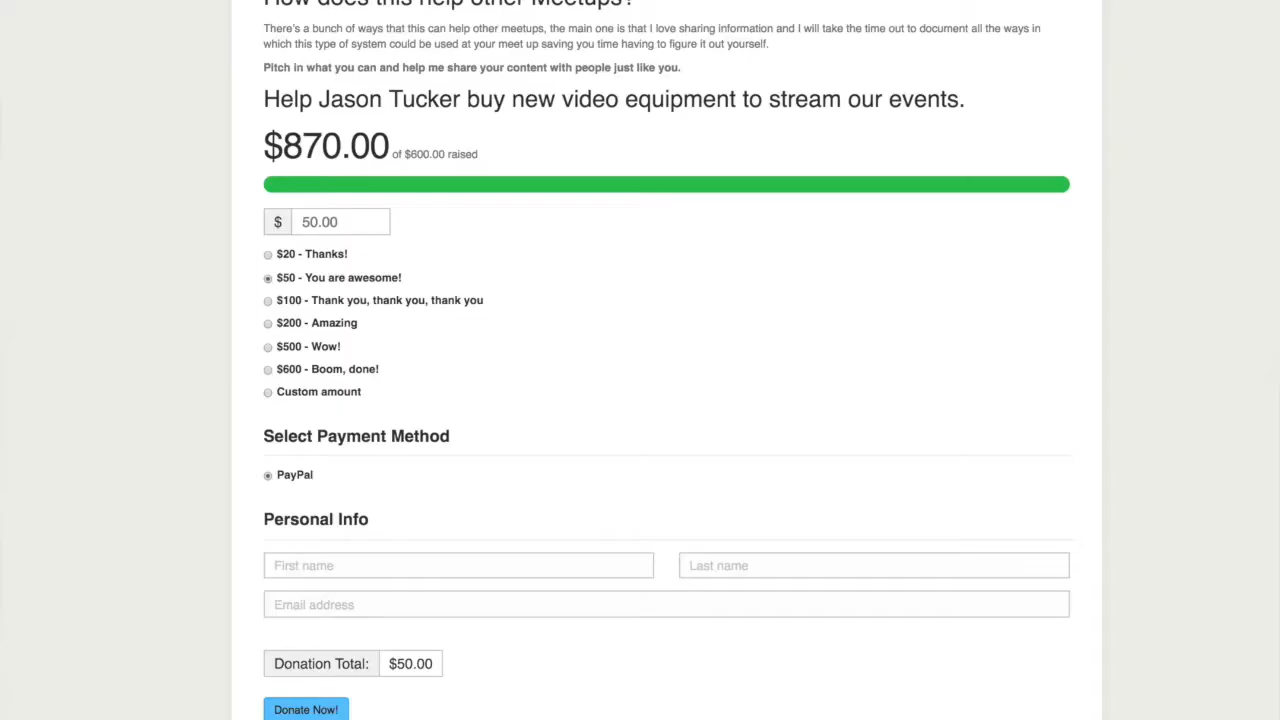 How does this help other Meetups?
There's a bunch of ways that this can help other meetups, the main one is that I love sharing information and I will take the time out to document all the ways in
which this type of system could be used at your meet up saving you time having to figure it out yourself.
Pitch in what you can and help me share your content with people just like you.
Help Jason Tucker buy new video equipment to stream our events.
$870.00 of $600.00 raised
$ 50.00
$20 - Thanks!
$50 - You are awesome!
$100 - Thank you, thank you, thank you
$200 - Amazing
$500 - Wow!
$600 - Boom, done!
Custom amount
Select Payment Method
PayPal
Personal Info
First name Last name
Email address
Donation Total: $50.00
Donate Now!